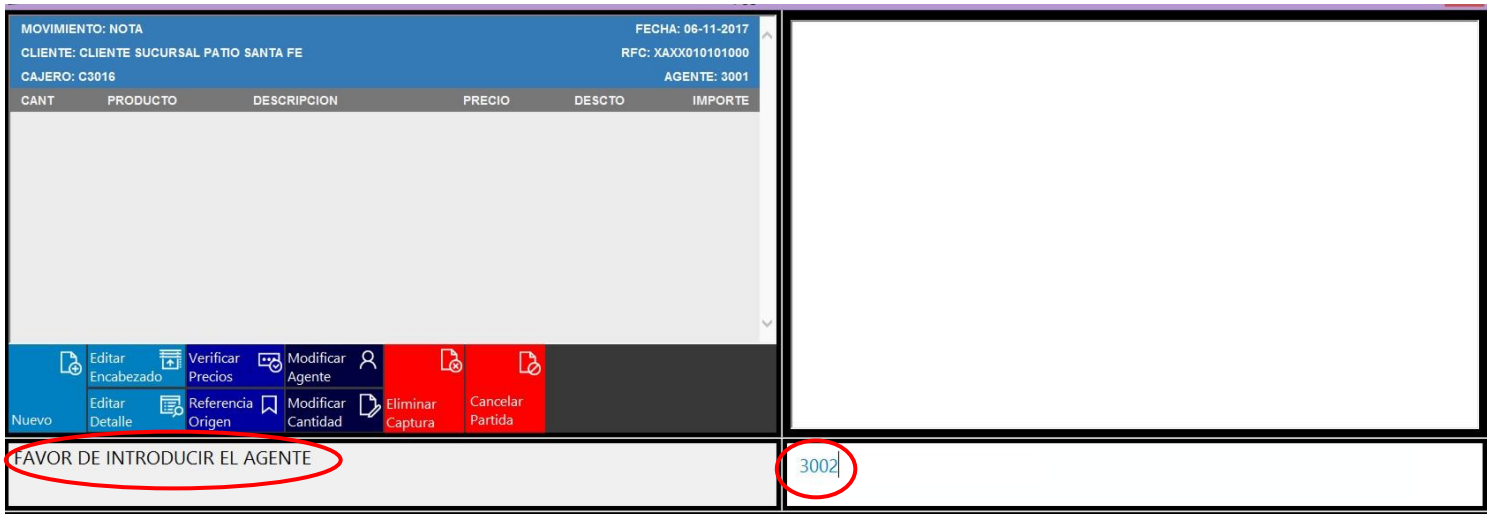 MOVIMIENTO: NOTA FECHA: 06-11-2017
CLIENTE: CLIENTE SUCURSAL PATIO SANTA FE RFC: XAXX010101000
CAJERO: C3016 AGENTE: 3001
CANT PRODUCTO DESCRIPCION PRECIO DESCTO IMPORTE
Nuevo
Editar
Encabezado
Editar
Detalle
Verificar
Precios
Referencia
Origen
Modificar
Agente
Modificar
Cantidad
Eliminar
Captura
Cancelar
Partida
FAVOR DE INTRODUCIR EL AGENTE
3002